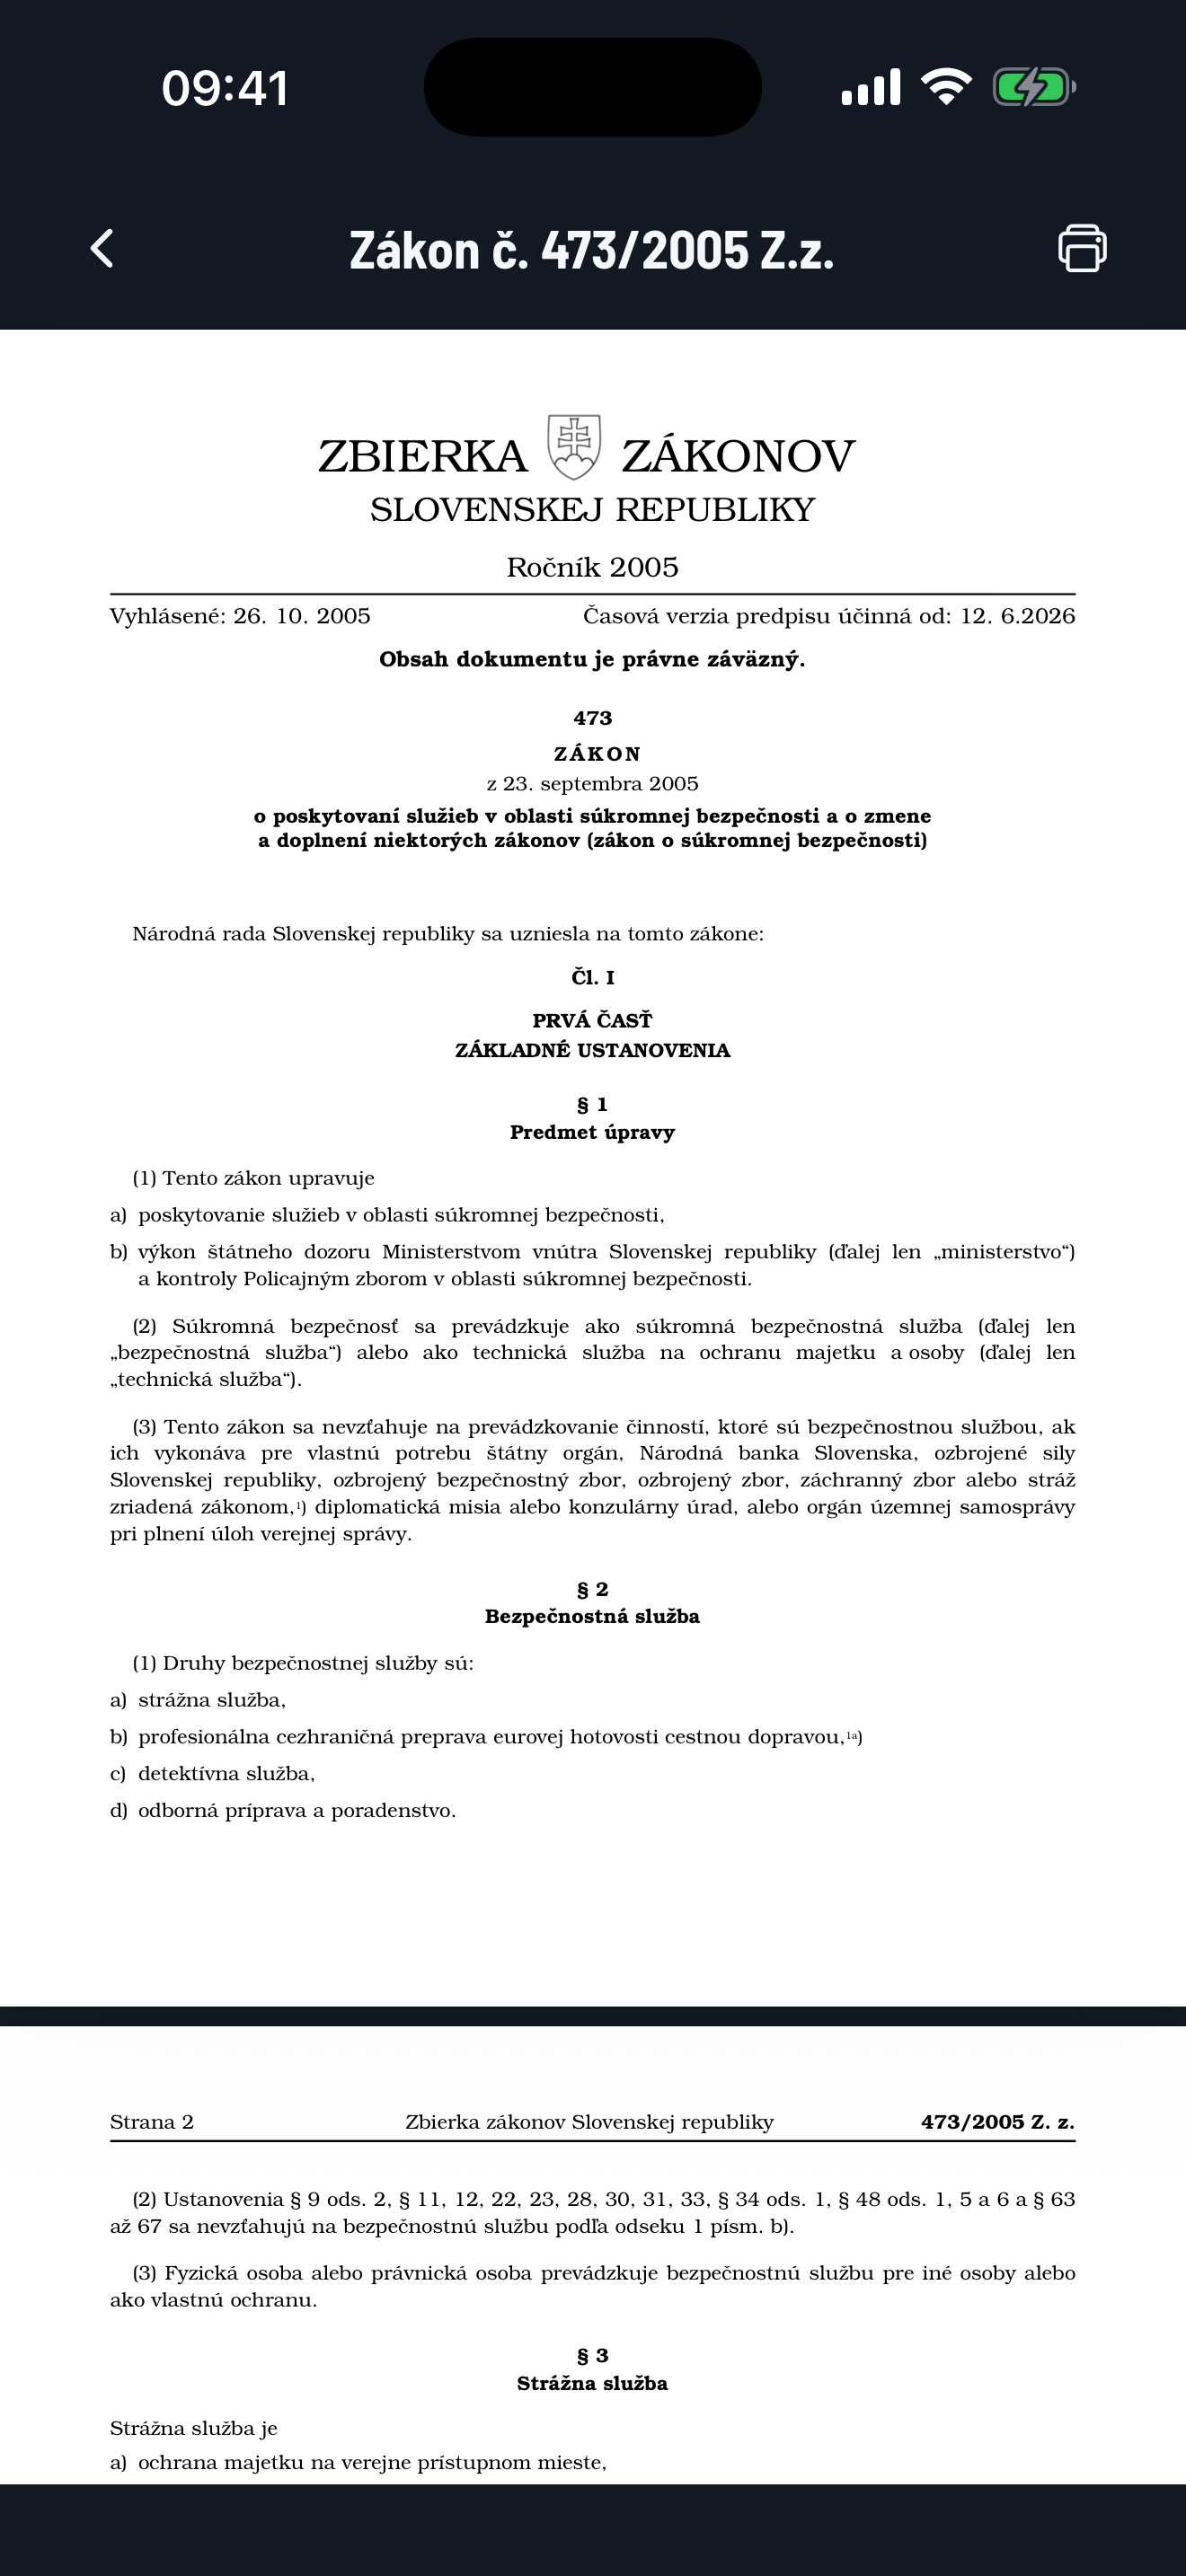 09:41
Zákon č. 473/2005 Z.z.
ZBIERKA ZÁKONOV
SLOVENSKEJ REPUBLIKY
Ročník 2005
Vyhlásené: 26. 10. 2005 Časová verzia predpisu účinná od: 12. 6.2026
Obsah dokumentu je právne záväzný.
473
ZÁKON
z 23. septembra 2005
o poskytovaní služieb v oblasti súkromnej bezpečnosti a o zmene
a doplnení niektorých zákonov (zákon o súkromnej bezpečnosti)
Národná rada Slovenskej republiky sa uzniesla na tomto zákone:
Čl. I
PRVÁ ČASŤ
ZÁKLADNÉ USTANOVENIA
§ 1
Predmet úpravy
(1) Tento zákon upravuje
a) poskytovanie služieb v oblasti súkromnej bezpečnosti,
b) výkon štátneho dozoru Ministerstvom vnútra Slovenskej republiky (ďalej len „ministerstvo“)
a kontroly Policajným zborom v oblasti súkromnej bezpečnosti.
(2) Súkromná bezpečnosť sa prevádzkuje ako súkromná bezpečnostná služba (ďalej len
„bezpečnostná služba“) alebo ako technická služba na ochranu majetku a osoby (ďalej len
„technická služba“).
(3) Tento zákon sa nevzťahuje na prevádzkovanie činností, ktoré sú bezpečnostnou službou, ak
ich vykonáva pre vlastnú potrebu štátny orgán, Národná banka Slovenska, ozbrojené sily
Slovenskej republiky, ozbrojený bezpečnostný zbor, ozbrojený zbor, záchranný zbor alebo stráž
zriadená zákonom,1) diplomatická misia alebo konzulárny úrad, alebo orgán územnej samosprávy
pri plnení úloh verejnej správy.
§ 2
Bezpečnostná služba
(1) Druhy bezpečnostnej služby sú:
a) strážna služba,
b) profesionálna cezhraničná preprava eurovej hotovosti cestnou dopravou,1a)
c) detektívna služba,
d) odborná príprava a poradenstvo.
Strana 2 Zbierka zákonov Slovenskej republiky 473/2005 Z. z.
(2) Ustanovenia § 9 ods. 2, § 11, 12, 22, 23, 28, 30, 31, 33, § 34 ods. 1, § 48 ods. 1, 5 a 6 a § 63
až 67 sa nevzťahujú na bezpečnostnú službu podľa odseku 1 písm. b).
(3) Fyzická osoba alebo právnická osoba prevádzkuje bezpečnostnú službu pre iné osoby alebo
ako vlastnú ochranu.
§ 3
Strážna služba
Strážna služba je
a) ochrana majetku na verejne prístupnom mieste,